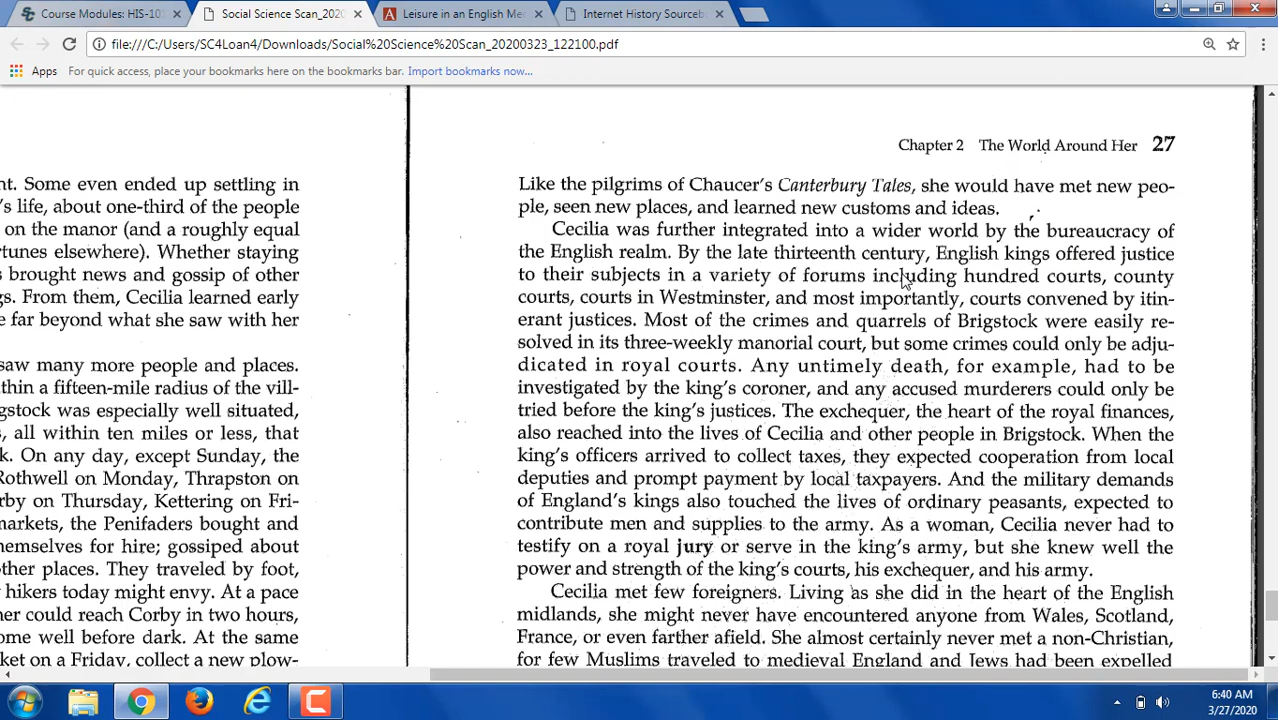 Course Modules: HIS-101
Social Science Scan_2020
Leisure in an English Me
Internet History Sourceb
file:///C:/Users/SC4Loan4/Downloads/Social%20Science%20Scan_20200323_122100.pdf
Apps
For quick access, place your bookmarks here on the bookmarks bar. Import bookmarks now...
nt. Some even ended up settling in
's life, about one-third of the people
on the manor (and a roughly equal
rtunes elsewhere). Whether staying
brought news and gossip of other
gs. From them, Cecilia learned early
e far beyond what she saw with her
saw many more people and places.
ithin a fifteen-mile radius of the vill-
gstock was especially well situated,
s, all within ten miles or less, that
k. On any day, except Sunday, the
Rothwell on Monday, Thrapston on
rby on Thursday, Kettering on Fri-
markets, the Penifaders bought and
hemselves for hire; gossiped about
other places. They traveled by foot,
hikers today might envy. At a pace
her could reach Corby in two hours,
ome well before dark. At the same
ket on a Friday, collect a new plow-
Chapter 2 The World Around Her 27
Like the pilgrims of Chaucer's Canterbury Tales, she would have met new peo-
ple, seen new places, and learned new customs and ideas.
Cecilia was further integrated into a wider world by the bureaucracy of
the English realm. By the late thirteenth century, English kings offered justice
to their subjects in a variety of forums including hundred courts, county
courts, courts in Westminster, and most importantly, courts convened by itin-
erant justices. Most of the crimes and quarrels of Brigstock were easily re-
solved in its three-weekly manorial court, but some crimes could only be adju-
dicated in royal courts. Any untimely death, for example, had to be
investigated by the king's coroner, and any accused murderers could only be
tried before the king's justices. The exchequer, the heart of the royal finances,
also reached into the lives of Cecilia and other people in Brigstock. When the
king's officers arrived to collect taxes, they expected cooperation from local
deputies and prompt payment by local taxpayers. And the military demands
of England's kings also touched the lives of ordinary peasants, expected to
contribute men and supplies to the army. As a woman, Cecilia never had to
testify on a royal jury or serve in the king's army, but she knew well the
power and strength of the king's courts, his exchequer, and his army.
Cecilia met few foreigners. Living as she did in the heart of the English
midlands, she might never have encountered anyone from Wales, Scotland,
France, or even farther afield. She almost certainly never met a non-Christian,
for few Muslims traveled to medieval England and Jews had been expelled
6:40 AM
3/27/2020